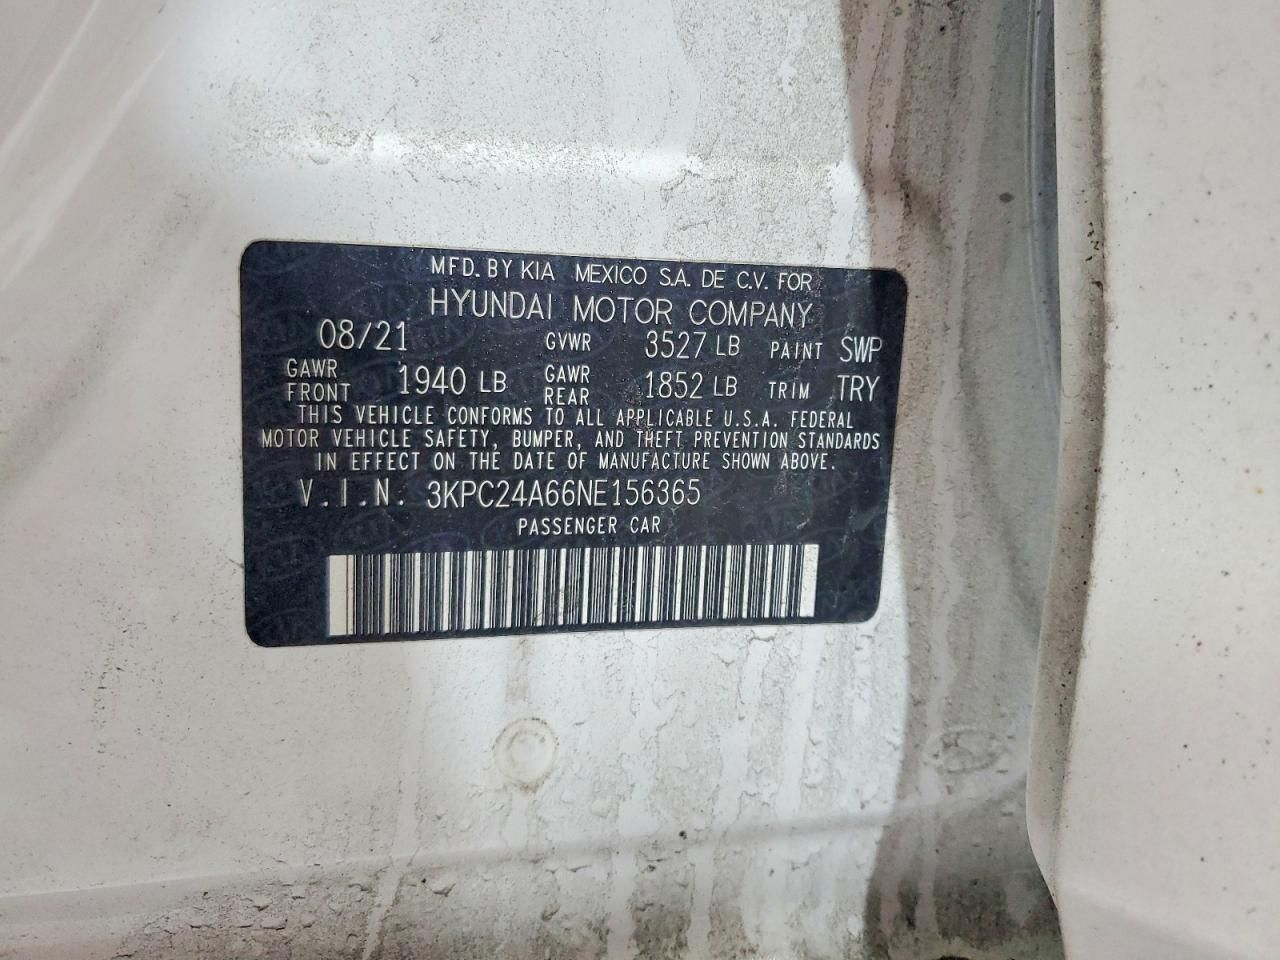 MFD. BY KIA MEXICO S.A. DE C.V. FOR
HYUNDAI MOTOR COMPANY
08/21 GVWR 3527 LB PAINT SWP
GAWR FRONT 1940 LB GAWR REAR 1852 LB TRIM TRY
THIS VEHICLE CONFORMS TO ALL APPLICABLE U.S.A. FEDERAL
MOTOR VEHICLE SAFETY, BUMPER, AND THEFT PREVENTION STANDARDS
IN EFFECT ON THE DATE OF MANUFACTURE SHOWN ABOVE.
V.I.N. 3KPC24A66NE156365
PASSENGER CAR